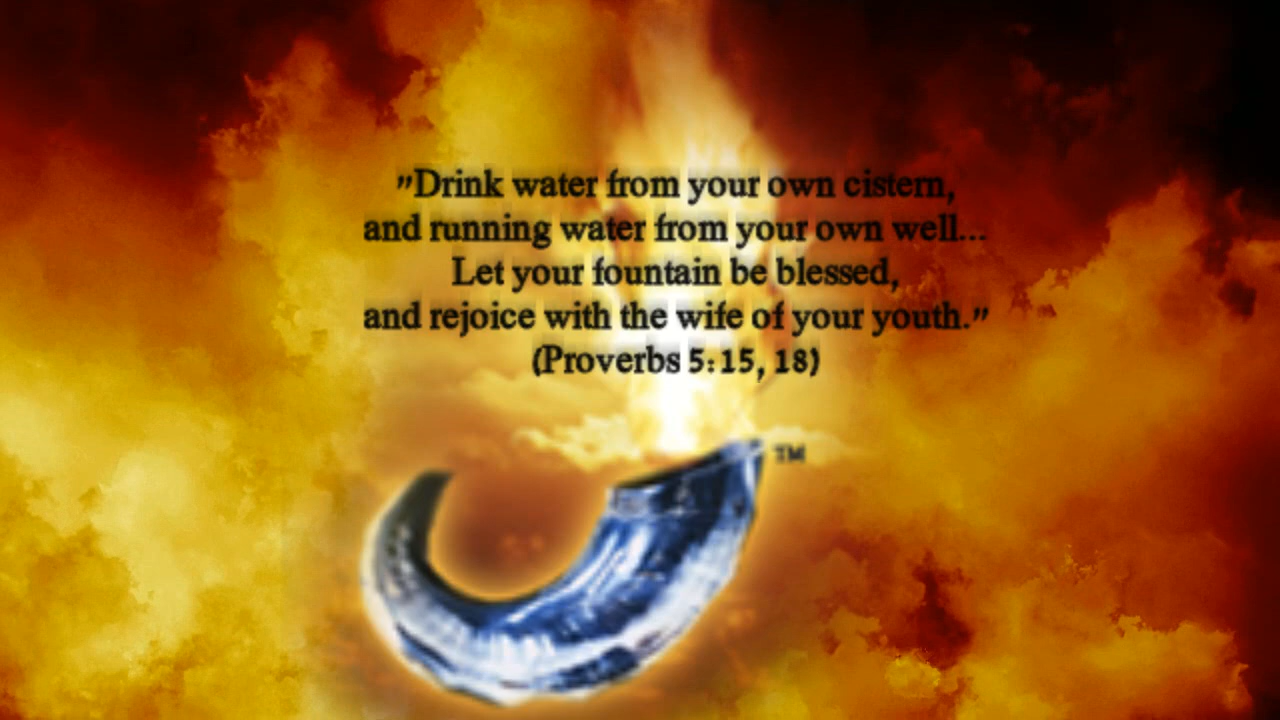 "Drink water from your own cistern,
and running water from your own well...
Let your fountain be blessed,
and rejoice with the wife of your youth."
(Proverbs 5:15, 18)
TM